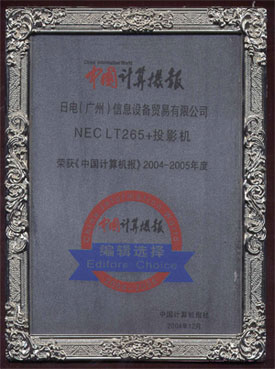 China InfoWorld
中国计算机报
日电(广州)信息设备贸易有限公司
NEC LT265+投影机
荣获《中国计算机报》2004-2005年度
中国计算机报
编辑选择
Editors' Choice
中国计算机报社
2004年12月